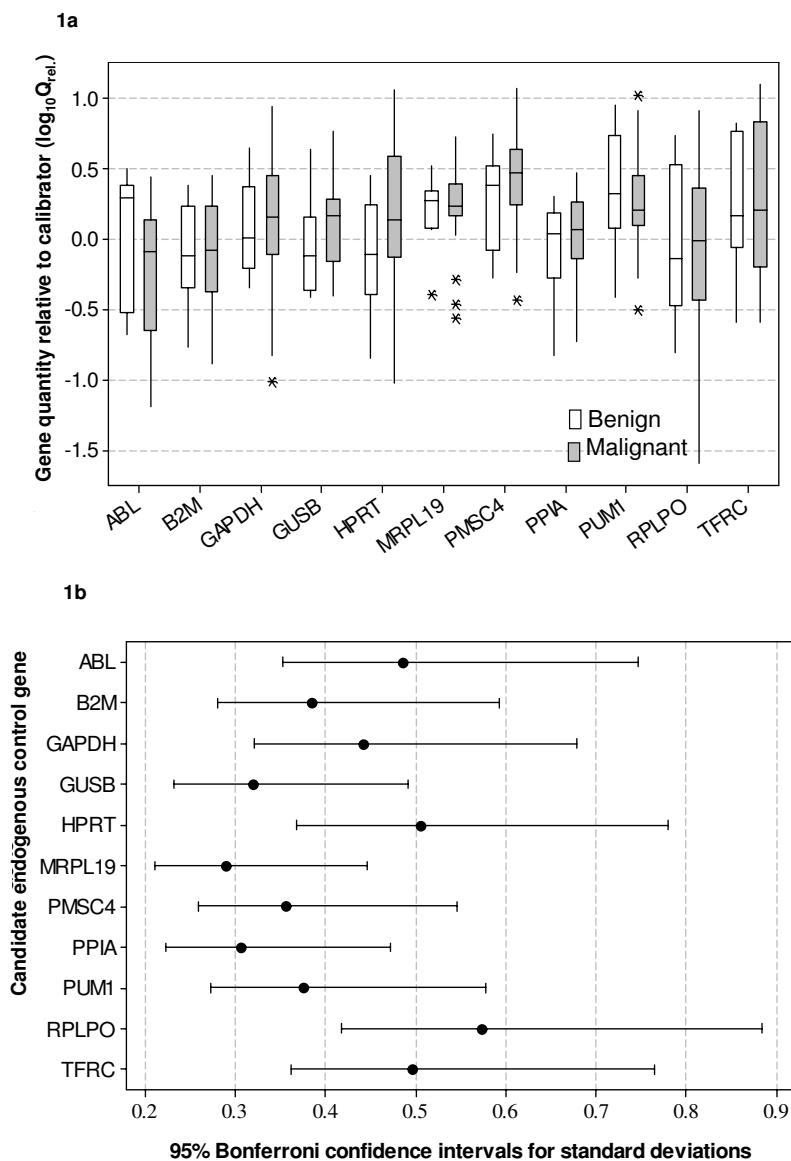 1a
Gene quantity relative to calibrator (log10Qrel.)
1.0
0.5
0.0
-0.5
-1.0
-1.5
Benign
Malignant
ABL
B2M
GAPDH
GUSB
HPRT
MRPL19
PMSC4
PPIA
PUM1
RPLPO
TFRC
1b
Candidate endogenous control gene
ABL
B2M
GAPDH
GUSB
HPRT
MRPL19
PMSC4
PPIA
PUM1
RPLPO
TFRC
0.2 0.3 0.4 0.5 0.6 0.7 0.8 0.9
95% Bonferroni confidence intervals for standard deviations